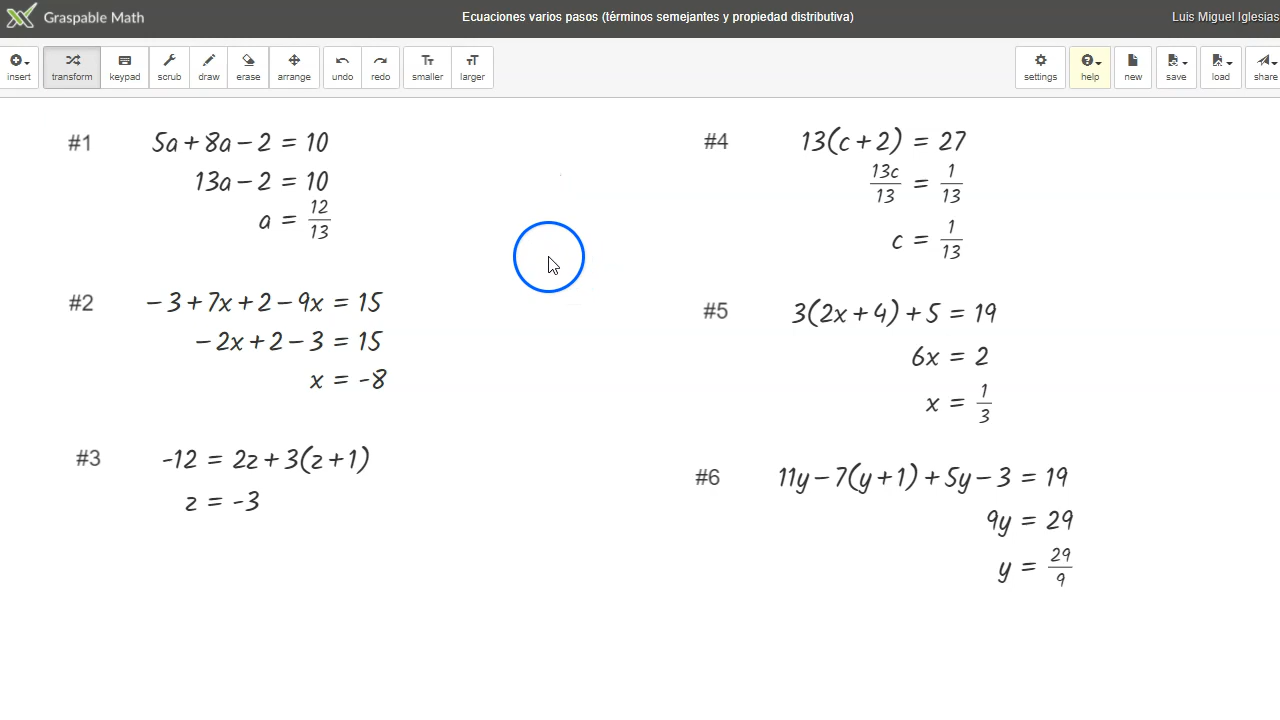 Graspable Math
Ecuaciones varios pasos (términos semejantes y propiedad distributiva)
Luis Miguel Iglesias
insert
transform
keypad
scrub
draw
erase
arrange
undo
redo
smaller
larger
settings
help
new
save
load
share
#1
5a + 8a − 2 = 10
13a − 2 = 10
a = 12/13
#2
− 3 + 7x + 2 − 9x = 15
− 2x + 2 − 3 = 15
x = -8
#3
-12 = 2z + 3(z + 1)
z = -3
#4
13(c + 2) = 27
13c/13 = 1/13
c = 1/13
#5
3(2x + 4) + 5 = 19
6x = 2
x = 1/3
#6
11y − 7(y + 1) + 5y − 3 = 19
9y = 29
y = 29/9